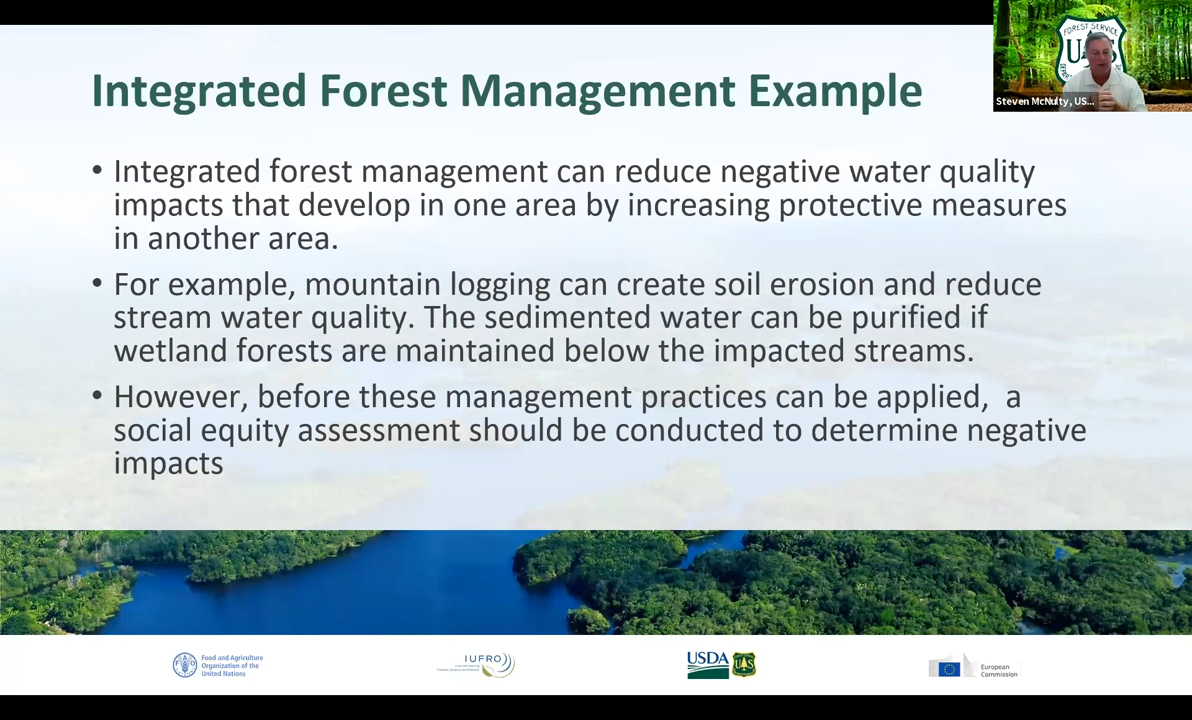 Integrated Forest Management Example
FOREST SERVICE
U S
Steven McNulty, US...
• Integrated forest management can reduce negative water quality
impacts that develop in one area by increasing protective measures
in another area.
• For example, mountain logging can create soil erosion and reduce
stream water quality. The sedimented water can be purified if
wetland forests are maintained below the impacted streams.
• However, before these management practices can be applied,  a
social equity assessment should be conducted to determine negative
impacts
FAO
Food and Agriculture
Organization of the
United Nations
IUFRO
USDA
UAS
European
Commission